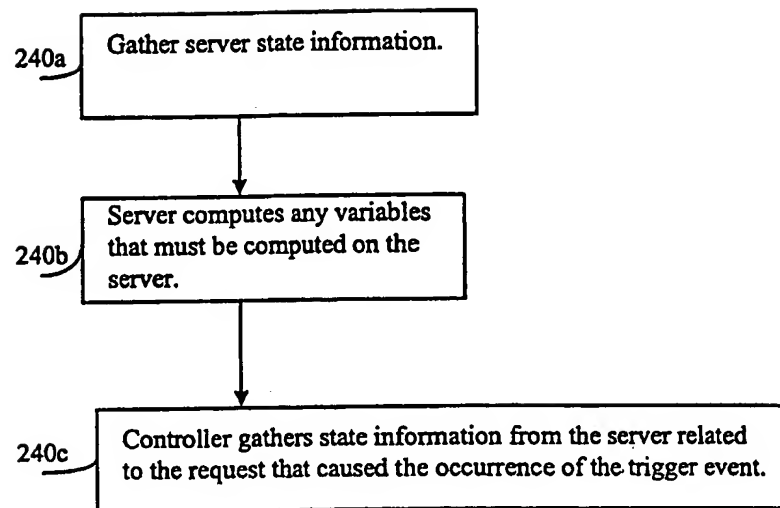 240a
Gather server state information.
240b
Server computes any variables
that must be computed on the
server.
240c
Controller gathers state information from the server related
to the request that caused the occurrence of the trigger event.